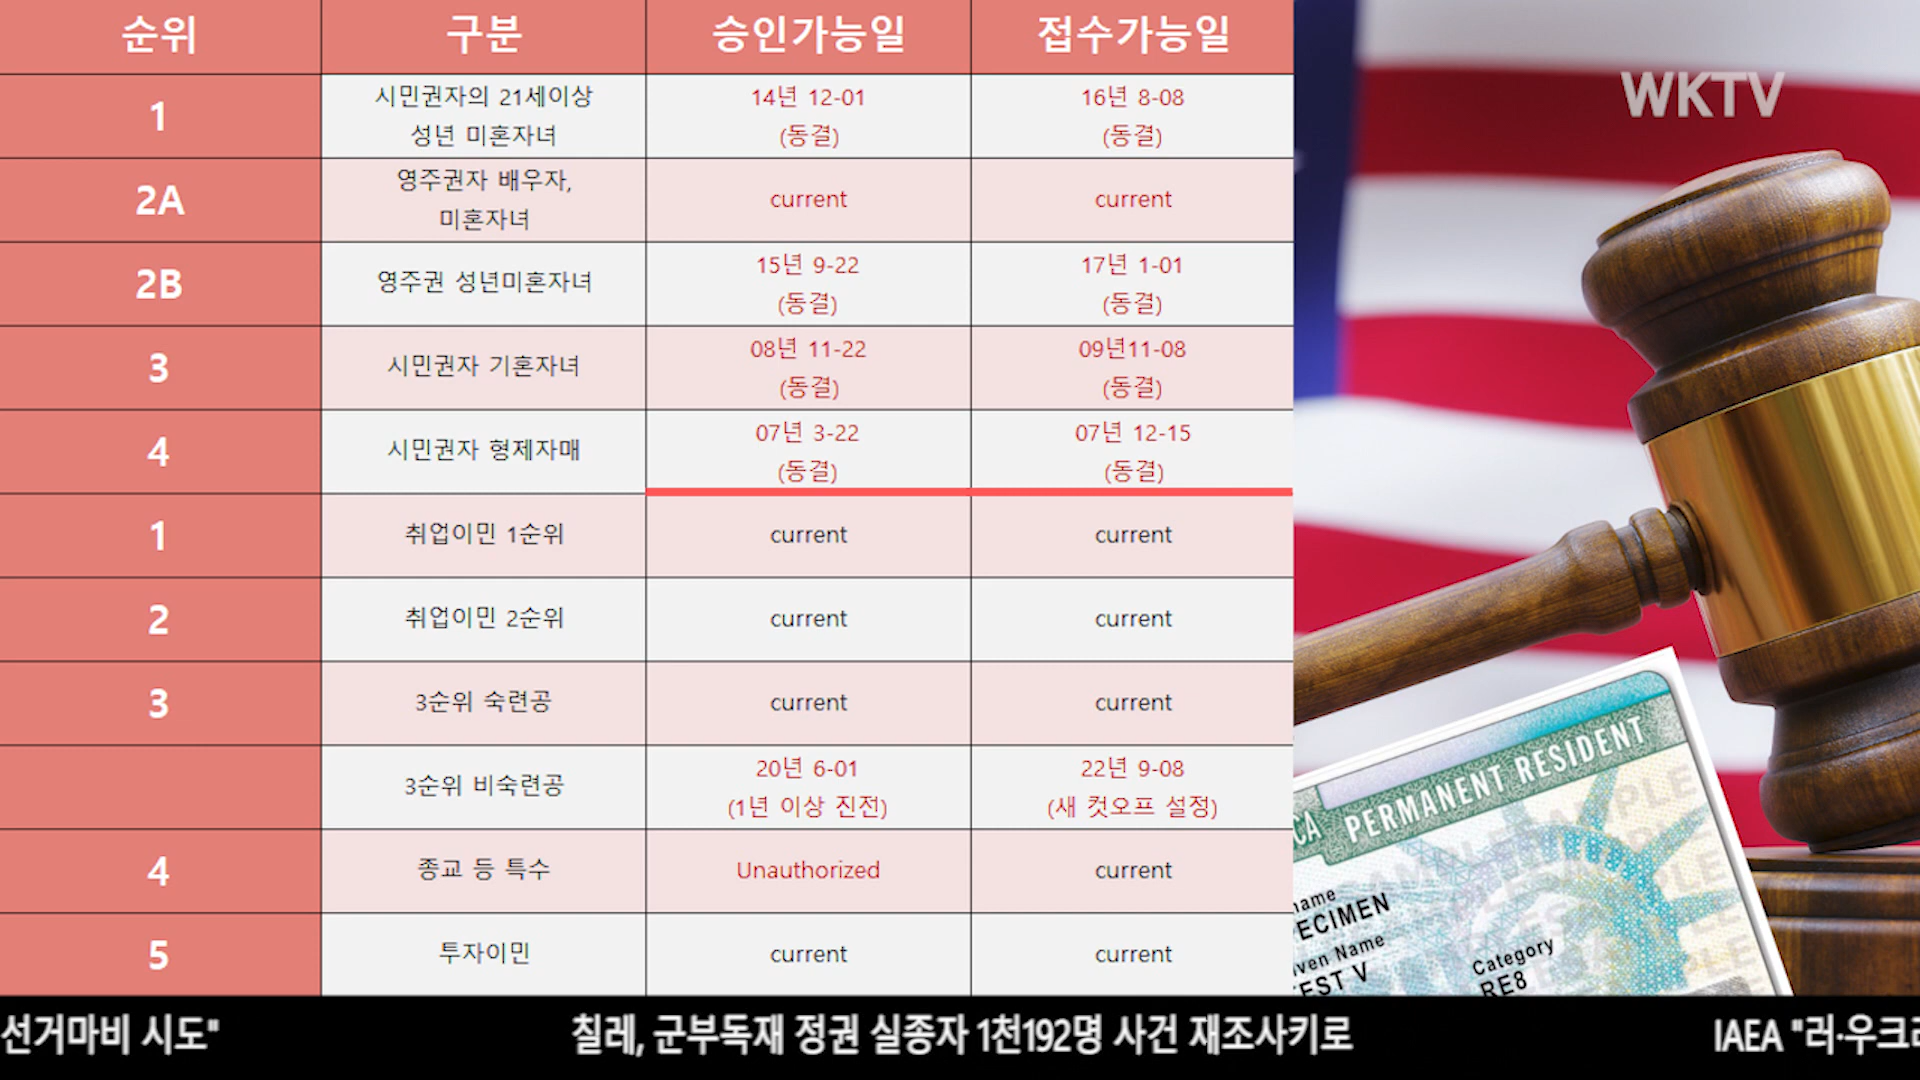 순위 구분 승인가능일 접수가능일
1 시민권자의 21세이상 14년 12-01 16년 8-08
성년 미혼자녀 (동결) (동결)
2A 영주권자 배우자, current current
미혼자녀
2B 영주권 성년미혼자녀 15년 9-22 17년 1-01
(동결) (동결)
3 시민권자 기혼자녀 08년 11-22 09년11-08
(동결) (동결)
4 시민권자 형제자매 07년 3-22 07년 12-15
(동결) (동결)
1 취업이민 1순위 current current
2 취업이민 2순위 current current
3 3순위 숙련공 current current
3순위 비숙련공 20년 6-01 22년 9-08
(1년 이상 진전) (새 컷오프 설정)
4 종교 등 특수 Unauthorized current
5 투자이민 current current
WKTV
CA PERMANENT RESIDENT
ame
ECIMEN
ven Name
EST V
Category
RE8
선거마비 시도" 칠레, 군부독재 정권 실종자 1천192명 사건 재조사키로 IAEA "러·우크라